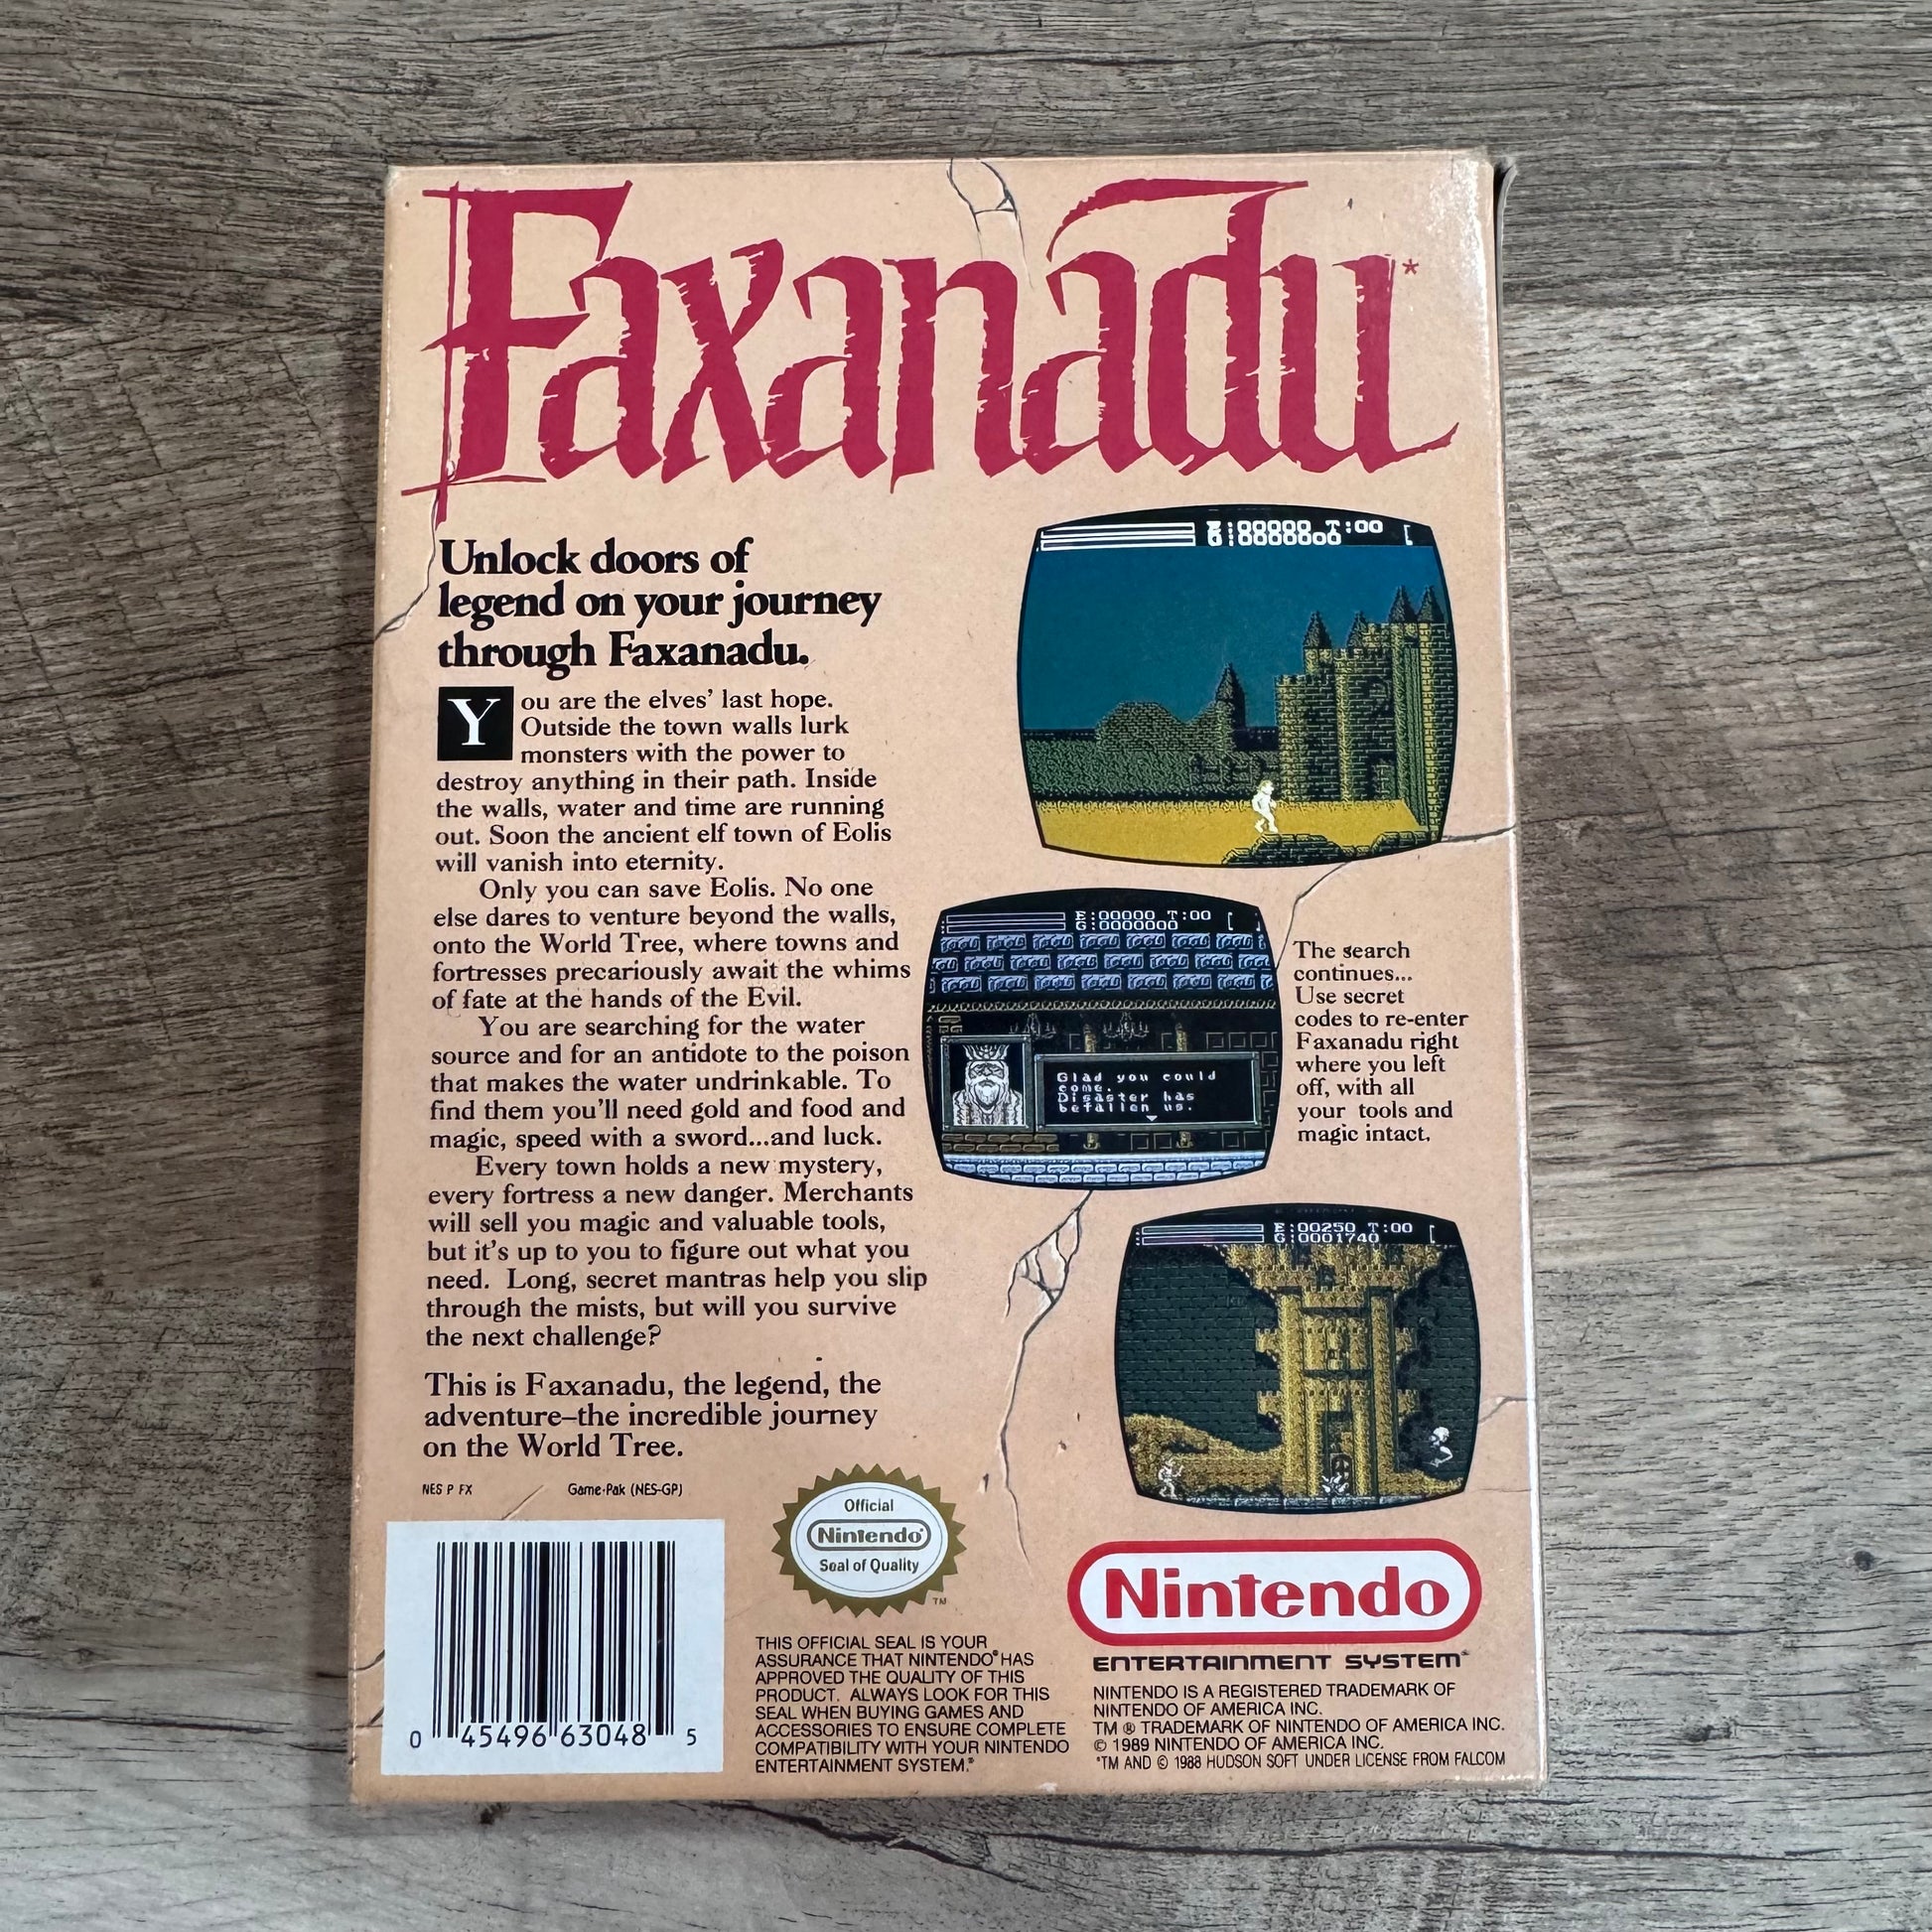 Faxanadu*
Unlock doors of
legend on your journey
through Faxanadu.
You are the elves' last hope.
Outside the town walls lurk
monsters with the power to
destroy anything in their path. Inside
the walls, water and time are running
out. Soon the ancient elf town of Eolis
will vanish into eternity.
Only you can save Eolis. No one
else dares to venture beyond the walls,
onto the World Tree, where towns and
fortresses precariously await the whims
of fate at the hands of the Evil.
You are searching for the water
source and for an antidote to the poison
that makes the water undrinkable. To
find them you'll need gold and food and
magic, speed with a sword...and luck.
Every town holds a new mystery,
every fortress a new danger. Merchants
will sell you magic and valuable tools,
but it's up to you to figure out what you
need. Long, secret mantras help you slip
through the mists, but will you survive
the next challenge?
This is Faxanadu, the legend, the
adventure–the incredible journey
on the World Tree.
E:00000 T:00
G:0000000
E:00000 T:00
G:0000000
Glad you could
come.
Disaster has
befallen us.
The search
continues...
Use secret
codes to re-enter
Faxanadu right
where you left
off, with all
your tools and
magic intact.
E:00250 T:00
G:0001740
NES P FX Game-Pak (NES-GP)
0 45496 63048 5
Official
Nintendo®
Seal of Quality
TM
THIS OFFICIAL SEAL IS YOUR
ASSURANCE THAT NINTENDO® HAS
APPROVED THE QUALITY OF THIS
PRODUCT. ALWAYS LOOK FOR THIS
SEAL WHEN BUYING GAMES AND
ACCESSORIES TO ENSURE COMPLETE
COMPATIBILITY WITH YOUR NINTENDO
ENTERTAINMENT SYSTEM.®
Nintendo
ENTERTAINMENT SYSTEM®
NINTENDO IS A REGISTERED TRADEMARK OF
NINTENDO OF AMERICA INC.
TM ® TRADEMARK OF NINTENDO OF AMERICA INC.
© 1989 NINTENDO OF AMERICA INC.
*TM AND © 1988 HUDSON SOFT UNDER LICENSE FROM FALCOM